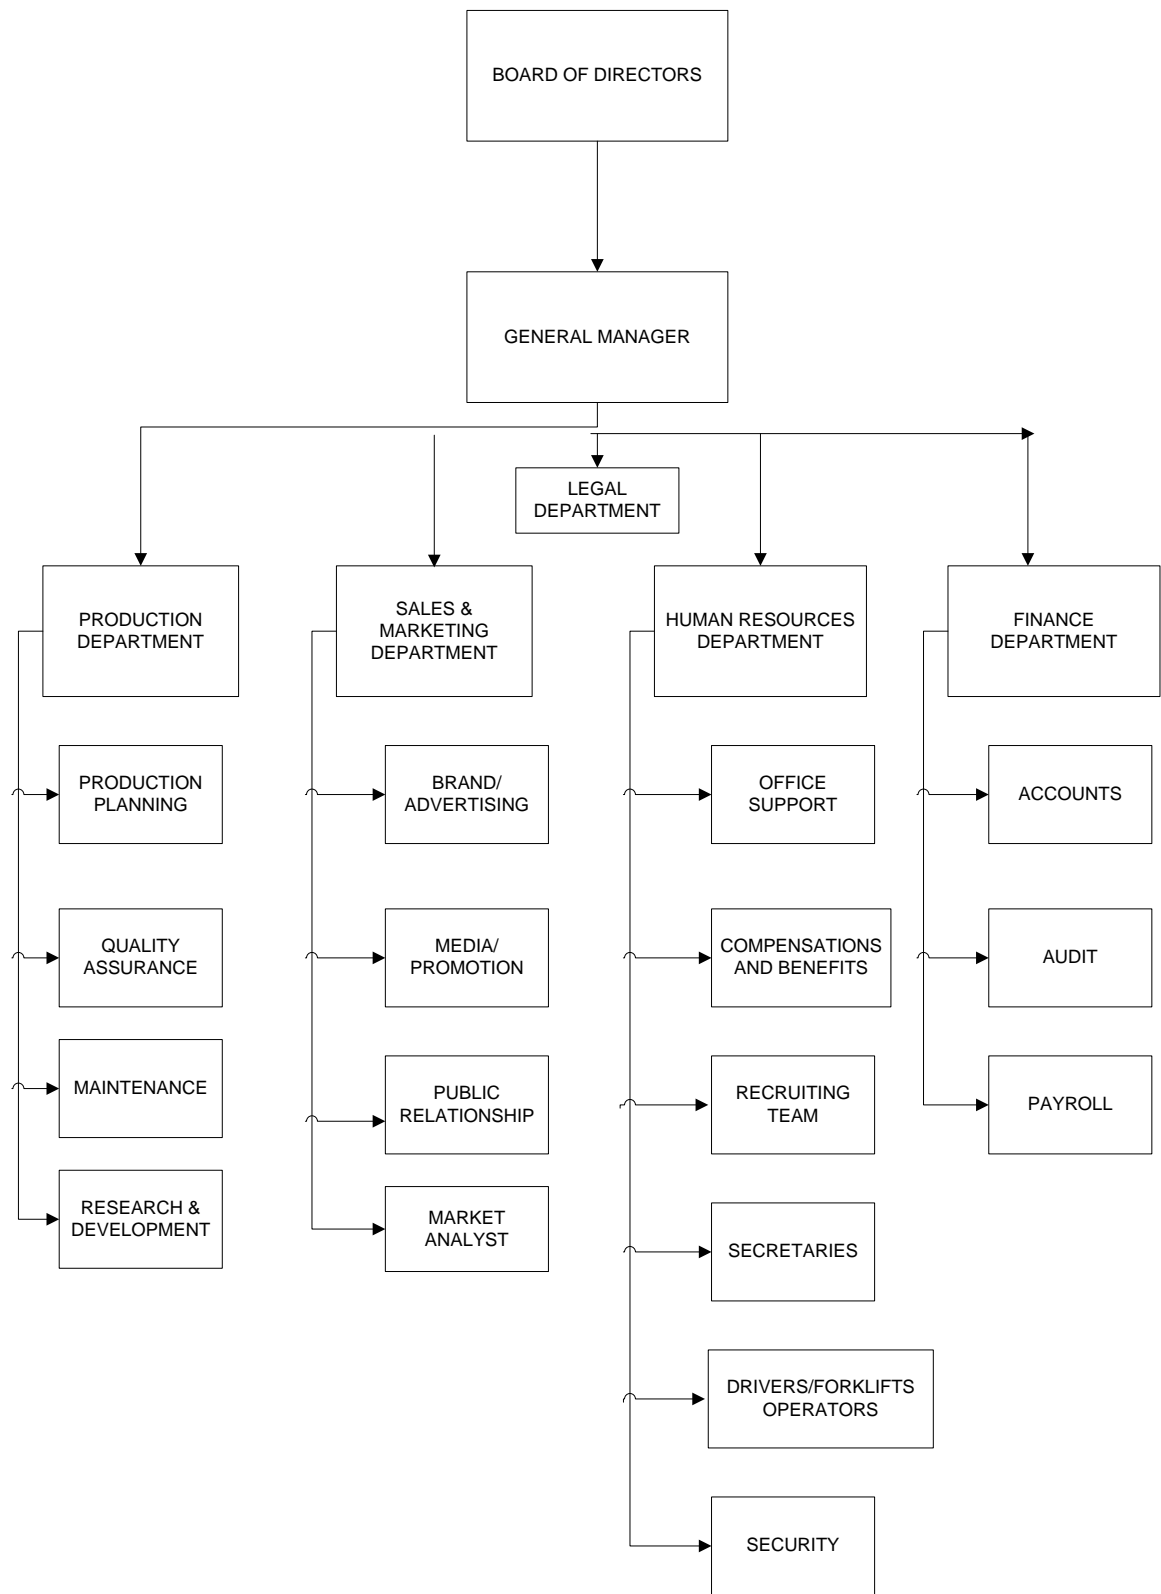 BOARD OF DIRECTORS
GENERAL MANAGER
LEGAL
DEPARTMENT
PRODUCTION
DEPARTMENT
SALES &
MARKETING
DEPARTMENT
HUMAN RESOURCES
DEPARTMENT
FINANCE
DEPARTMENT
PRODUCTION
PLANNING
BRAND/
ADVERTISING
OFFICE
SUPPORT
ACCOUNTS
QUALITY
ASSURANCE
MEDIA/
PROMOTION
COMPENSATIONS
AND BENEFITS
AUDIT
MAINTENANCE
PUBLIC
RELATIONSHIP
RECRUITING
TEAM
PAYROLL
RESEARCH &
DEVELOPMENT
MARKET
ANALYST
SECRETARIES
DRIVERS/FORKLIFTS
OPERATORS
SECURITY